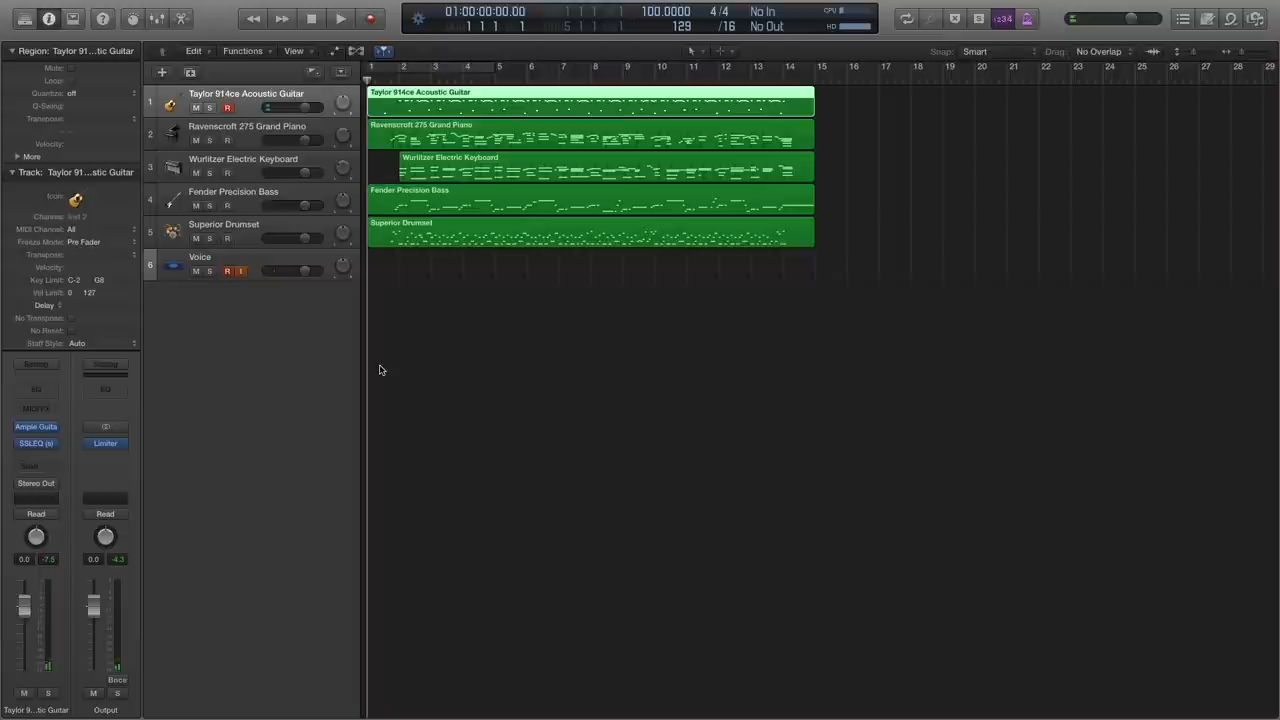 01:00:00:00.00 1 1 1 100.0000 4/4 No In CPU
1 1 1 1 129 /16 No Out HD
1234
Region: Taylor 91...tic Guitar
Mute:
Loop:
Quantize: off
Q-Swing:
Transpose:
Velocity:
More
Track: Taylor 91...stic Guitar
Icon:
Channel: Inst 2
MIDI Channel: All
Freeze Mode: Pre Fader
Transpose:
Velocity:
Key Limit: C-2 G8
Vel Limit: 0 127
Delay
No Transpose:
No Reset:
Staff Style: Auto
Setting Setting
EQ EQ
MIDI FX
Ample Guita
SSLEQ (s) Limiter
Send
Stereo Out
Read Read
0.0 -7.5 0.0 -4.3
Bnce
M S M S
Taylor 9...tic Guitar Output
Edit Functions View Snap: Smart Drag: No Overlap
1 2 3 4 5 6 7 8 9 10 11 12 13 14 15 16 17 18 19 20 21 22 23 24 25 26 27 28 29
1 Taylor 914ce Acoustic Guitar
M S R
2 Ravenscroft 275 Grand Piano
M S R
3 Wurlitzer Electric Keyboard
M S R
4 Fender Precision Bass
M S R
5 Superior Drumset
M S R
6 Voice
M S R I
Taylor 914ce Acoustic Guitar
Ravenscroft 275 Grand Piano
Wurlitzer Electric Keyboard
Fender Precision Bass
Superior Drumset